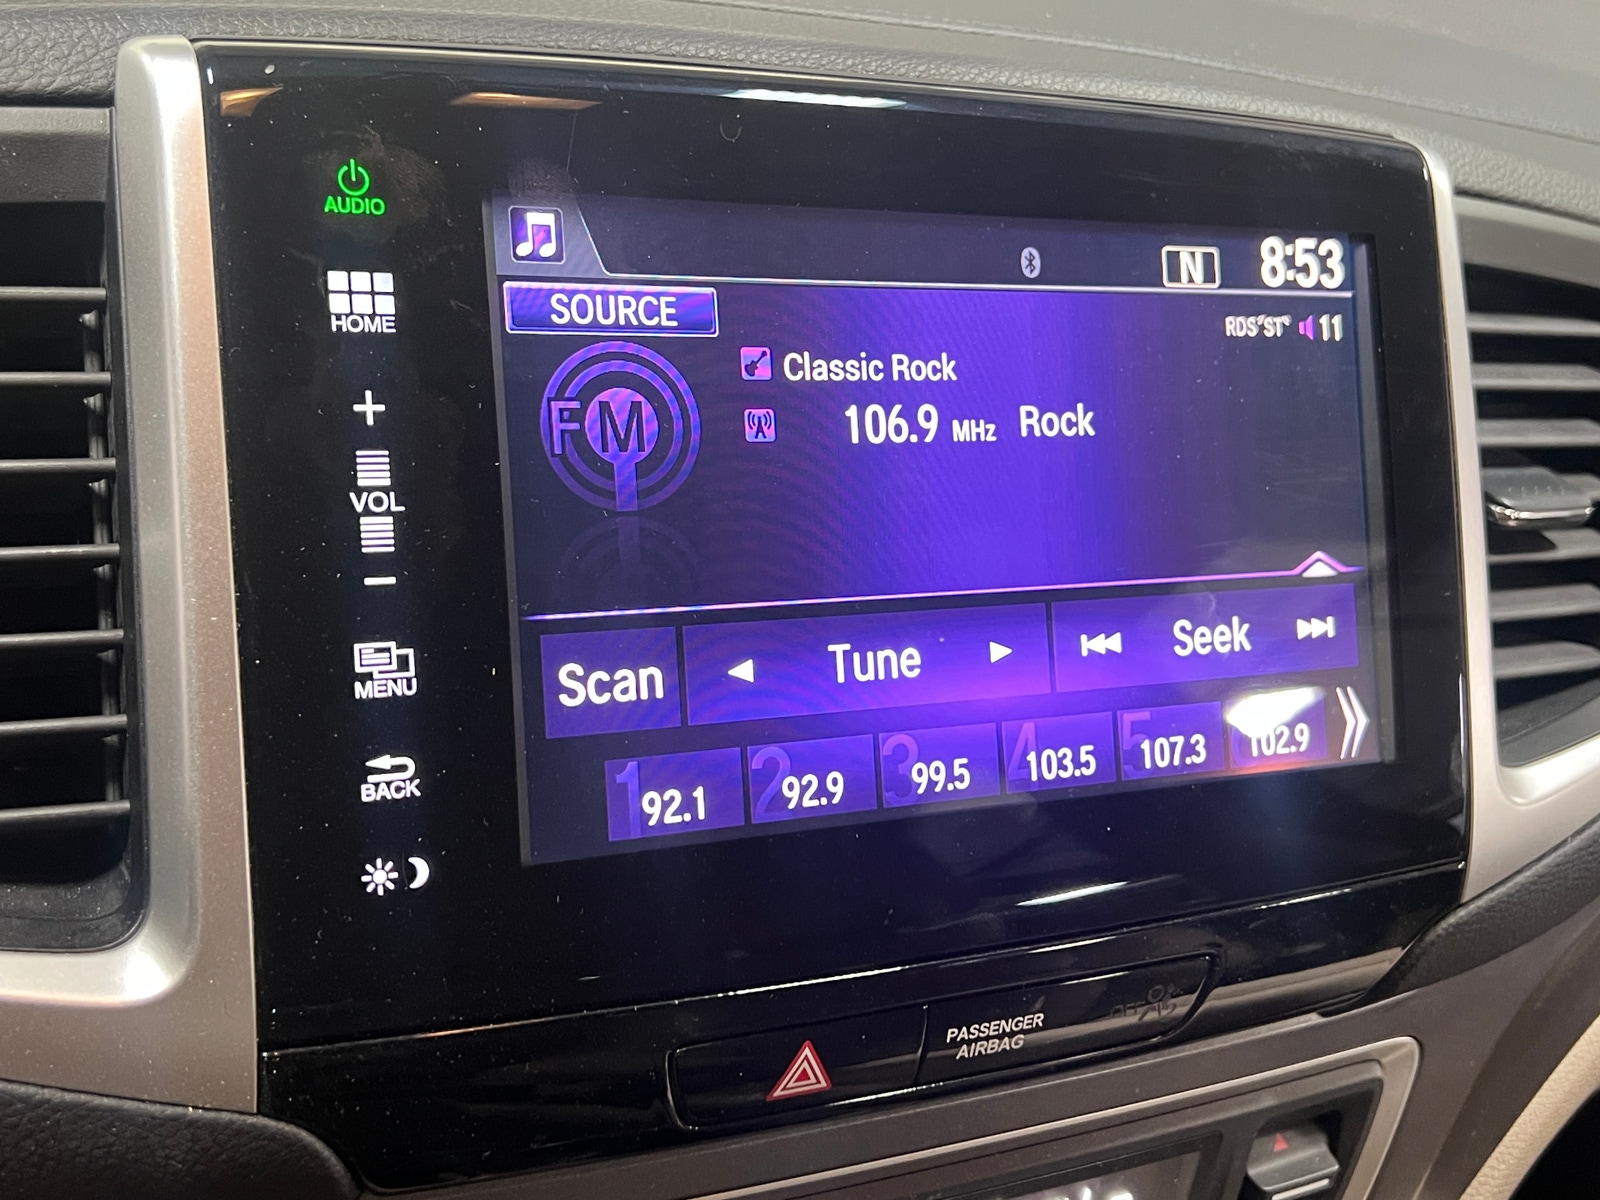 AUDIO
HOME
VOL
MENU
BACK
N 8:53
SOURCE
RDS ST 11
FM
Classic Rock
106.9 MHz Rock
Scan Tune Seek
1 92.1
2 92.9
3 99.5
4 103.5
5 107.3
102.9
PASSENGER
AIRBAG
OFF